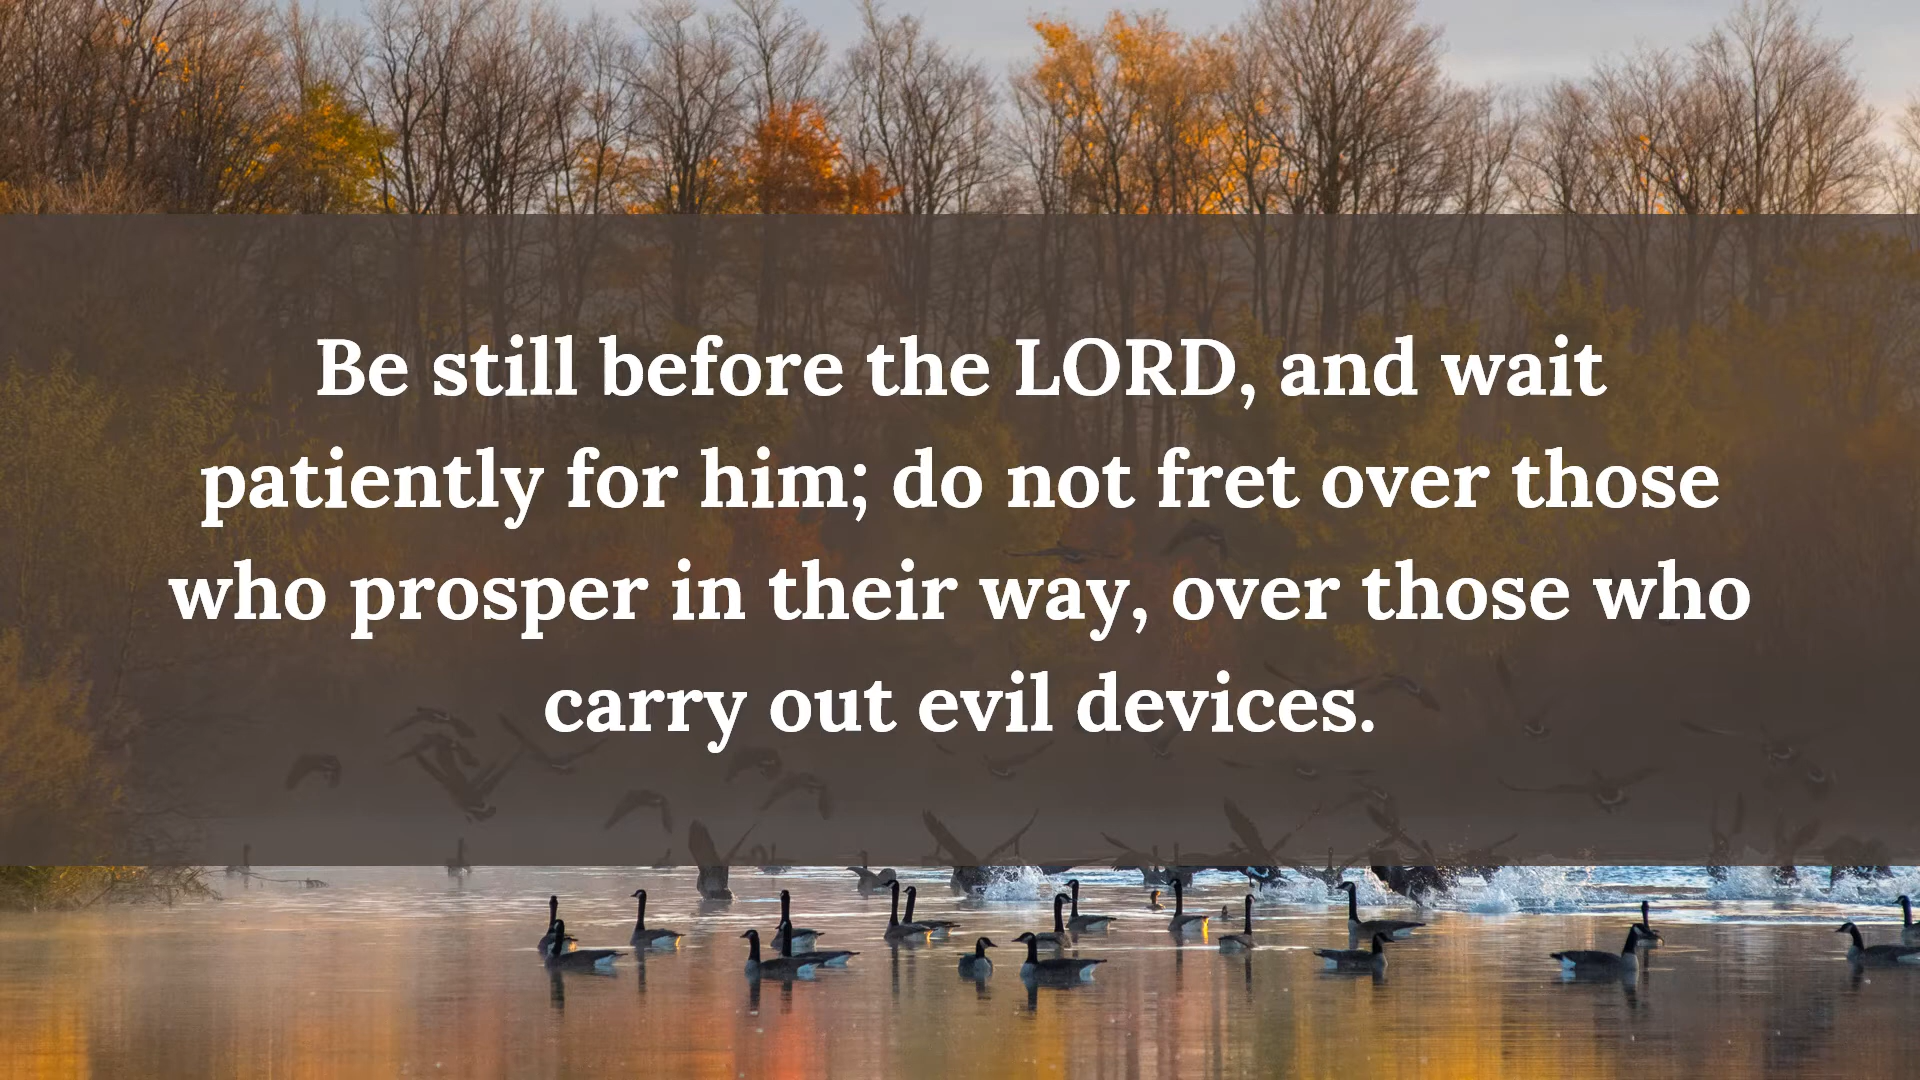 Be still before the LORD, and wait
patiently for him; do not fret over those
who prosper in their way, over those who
carry out evil devices.